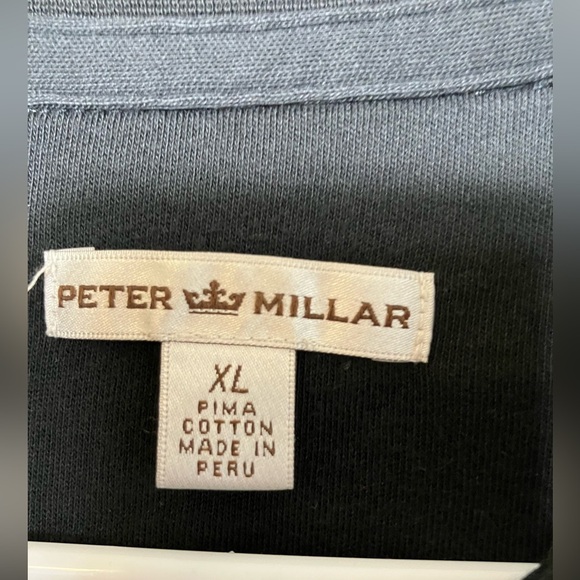 PETER MILLAR
XL
PIMA
COTTON
MADE IN
PERU